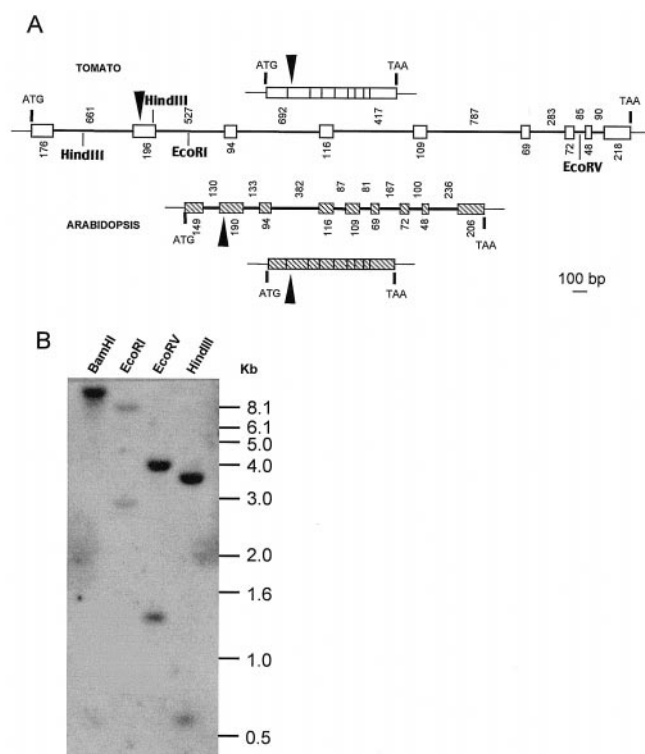 A
TOMATO
ATG TAA
ATG 661 HindIII 527 692 417 787 283 85 90 TAA
176 HindIII 196 EcoRI 94 116 109 69 72 EcoRV 48 218
130 133 382 87 81 167 100 236
ARABIDOPSIS
ATG 149 190 94 116 109 69 72 48 206 TAA
ATG TAA
100 bp
B
BamHI EcoRI EcoRV HindIII Kb
8.1
6.1
5.0
4.0
3.0
2.0
1.6
1.0
0.5